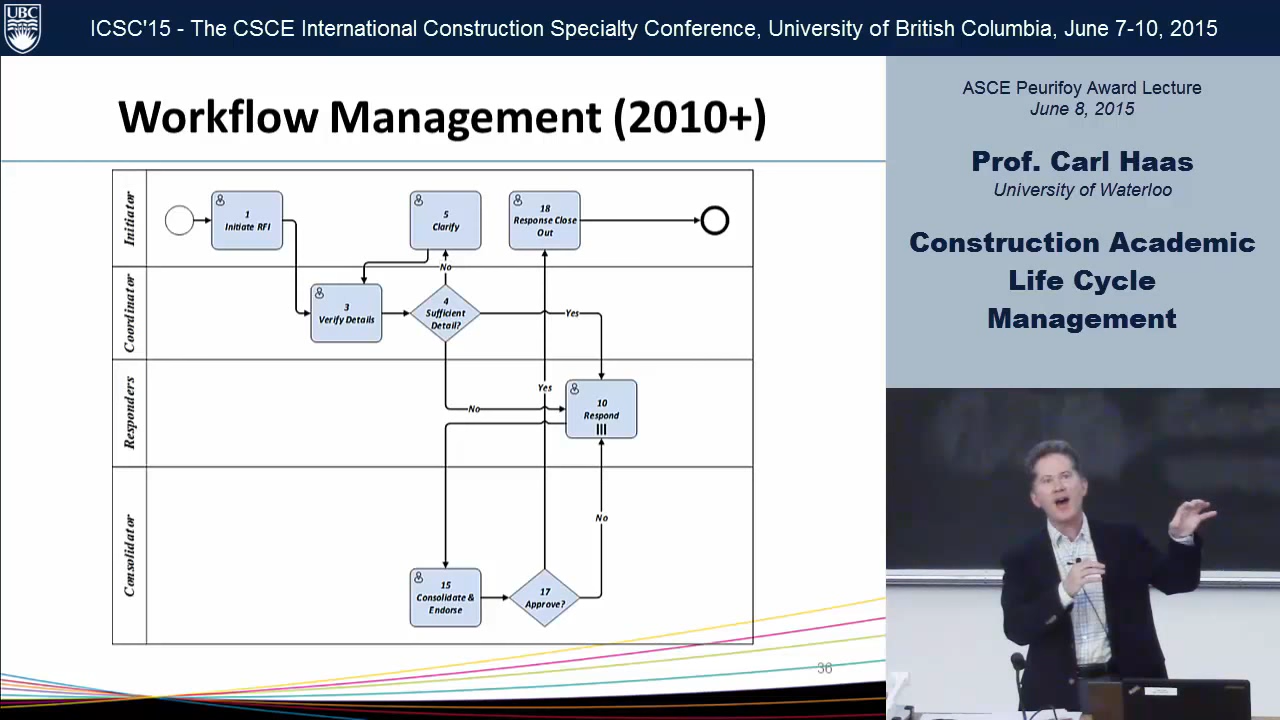 UBC
ICSC'15 - The CSCE International Construction Specialty Conference, University of British Columbia, June 7-10, 2015
Workflow Management (2010+)
Initiator
1
Initiate RFI
5
Clarify
18
Response Close
Out
No
Coordinator
3
Verify Details
4
Sufficient
Detail?
Yes
Responders
No
Yes
10
Respond
Consolidator
No
15
Consolidate &
Endorse
17
Approve?
36
ASCE Peurifoy Award Lecture
June 8, 2015
Prof. Carl Haas
University of Waterloo
Construction Academic
Life Cycle
Management